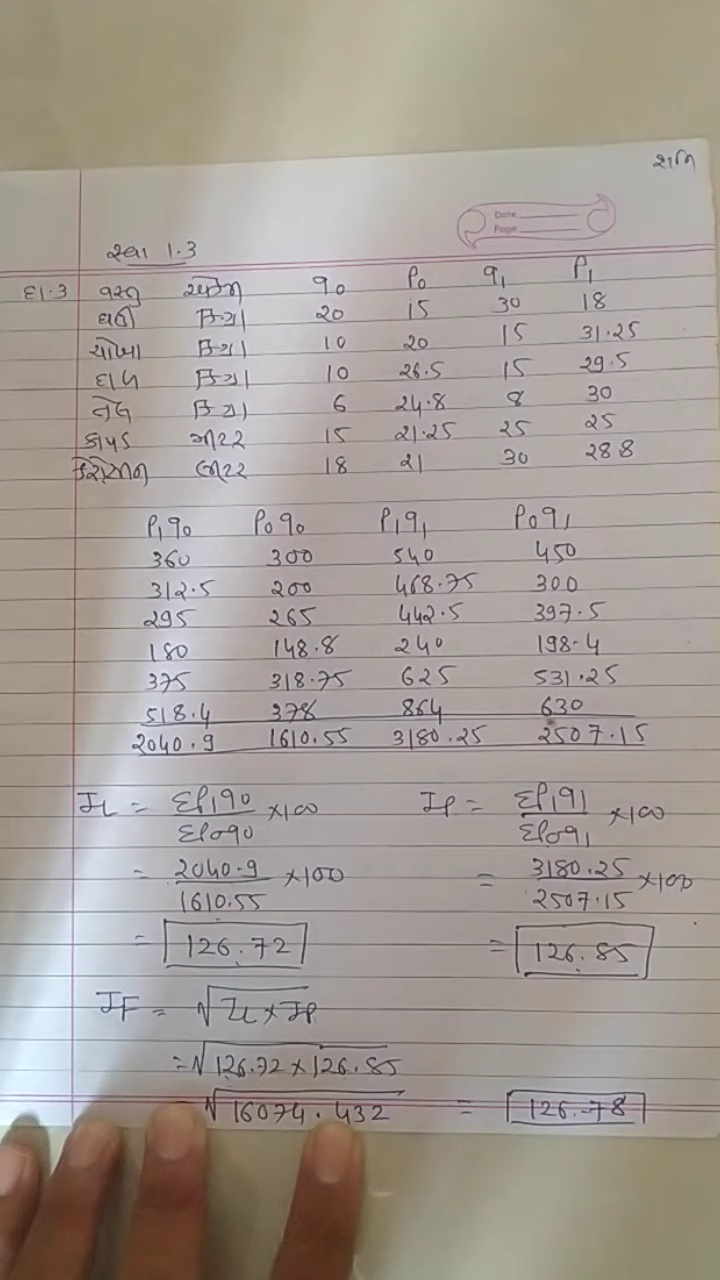 શનિ
Date
Page
સ્વા 1.3
દા.3 વસ્તુ એકમ q₀ P₀ q₁ P₁
ઘઉં કિગ્રા 20 15 30 18
ચોખા કિગ્રા 10 20 15 31.25
દાળ કિગ્રા 10 26.5 15 29.5
તેલ કિગ્રા 6 24.8 8 30
કાપડ મીટર 15 21.25 25 25
કેરોસીન લીટર 18 21 30 28 8
P₁q₀ P₀q₀ P₁q₁ P₀q₁
360 300 540 450
312.5 200 468.75 300
295 265 442.5 397.5
180 148.8 240 198.4
375 318.75 625 531.25
518.4 378 864 630
2040.9 1610.55 3180.25 2507.15
IL = ΣP₁q₀ / ΣP₀q₀ ×100 IP = ΣP₁q₁ / ΣP₀q₁ ×100
= 2040.9 / 1610.55 ×100 = 3180.25 / 2507.15 ×100
= 126.72 = 126.85
IF = √IL×IP
= √126.72×126.85
√16074.432 = 126.78